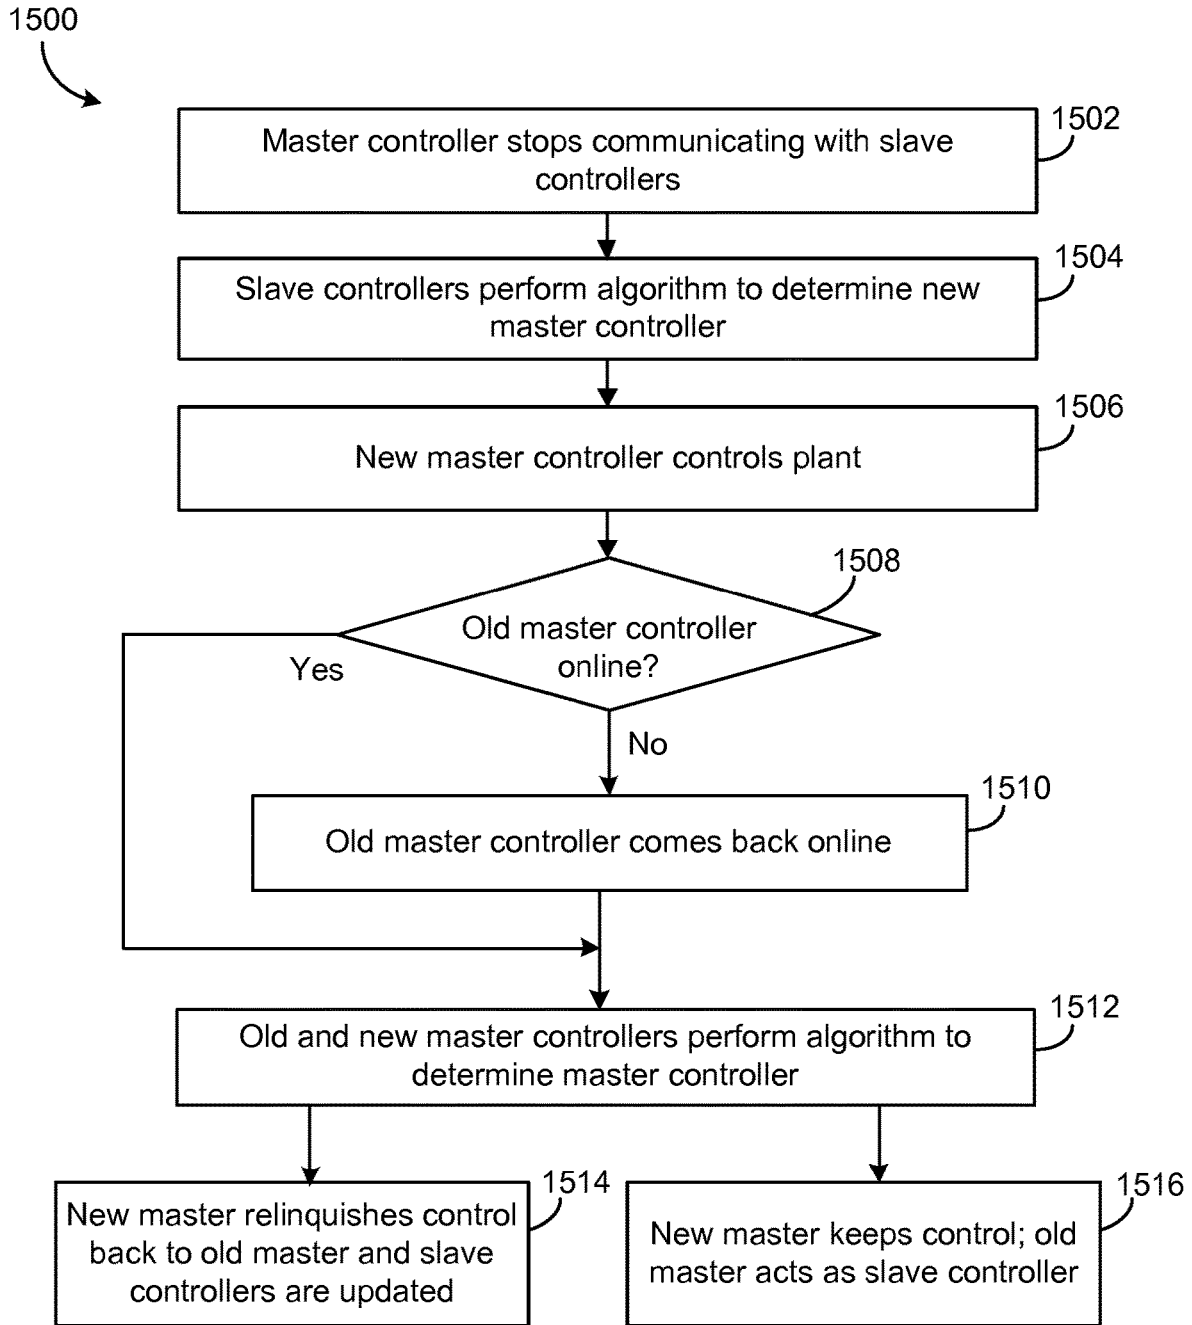 1500
1502
Master controller stops communicating with slave
controllers
1504
Slave controllers perform algorithm to determine new
master controller
1506
New master controller controls plant
1508
Old master controller
online?
Yes
No
1510
Old master controller comes back online
1512
Old and new master controllers perform algorithm to
determine master controller
1514
New master relinquishes control
back to old master and slave
controllers are updated
1516
New master keeps control; old
master acts as slave controller